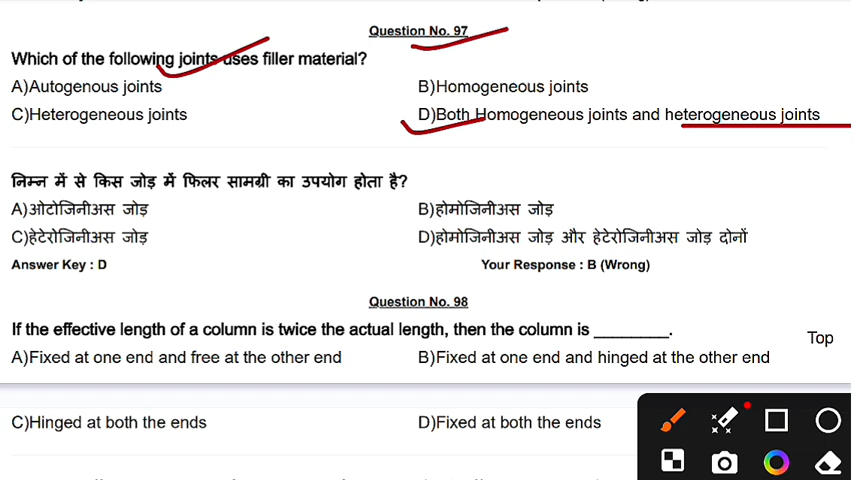 Question No. 97
Which of the following joints uses filler material?
A)Autogenous joints B)Homogeneous joints
C)Heterogeneous joints D)Both Homogeneous joints and heterogeneous joints
निम्न में से किस जोड़ में फिलर सामग्री का उपयोग होता है?
A)ओटोजिनीअस जोड़ B)होमोजिनीअस जोड़
C)हेटेरोजिनीअस जोड़ D)होमोजिनीअस जोड़ और हेटेरोजिनीअस जोड़ दोनों
Answer Key : D Your Response : B (Wrong)
Question No. 98
If the effective length of a column is twice the actual length, then the column is ________.
Top
A)Fixed at one end and free at the other end B)Fixed at one end and hinged at the other end
C)Hinged at both the ends D)Fixed at both the ends